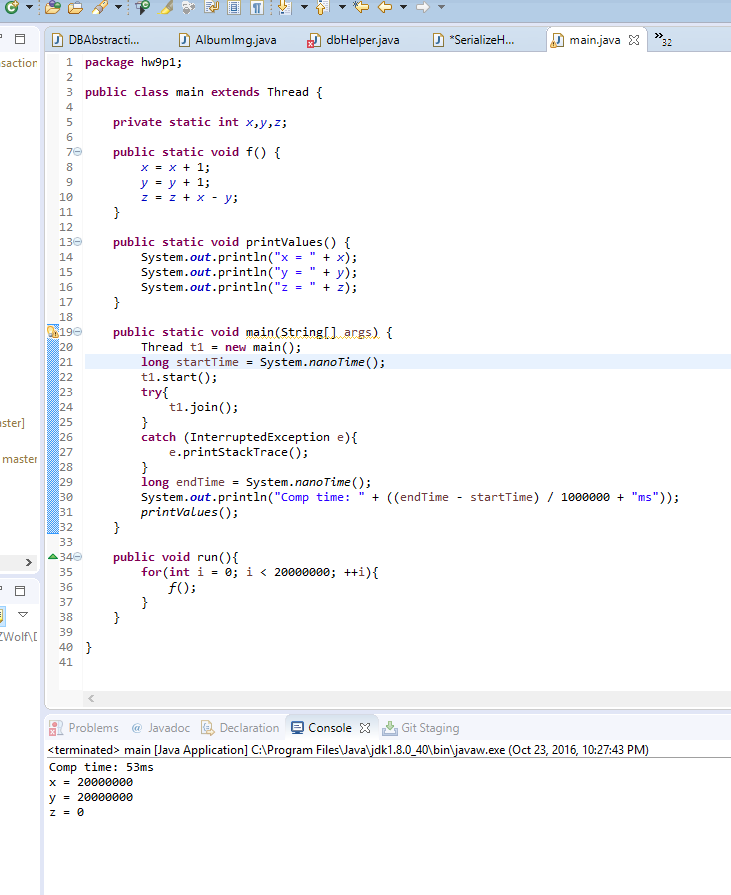 DBAbstracti... AlbumImg.java dbHelper.java *SerializeH... main.java »32
saction
1 package hw9p1;
2
3 public class main extends Thread {
4
5     private static int x,y,z;
6
7     public static void f() {
8         x = x + 1;
9         y = y + 1;
10         z = z + x - y;
11     }
12
13     public static void printValues() {
14         System.out.println("x = " + x);
15         System.out.println("y = " + y);
16         System.out.println("z = " + z);
17     }
18
19     public static void main(String[] args) {
20         Thread t1 = new main();
21         long startTime = System.nanoTime();
22         t1.start();
23         try{
24             t1.join();
25         }
26         catch (InterruptedException e){
27             e.printStackTrace();
28         }
29         long endTime = System.nanoTime();
30         System.out.println("Comp time: " + ((endTime - startTime) / 1000000 + "ms"));
31         printValues();
32     }
33
34     public void run(){
35         for(int i = 0; i < 20000000; ++i){
36             f();
37         }
38     }
39
40 }
41
ster]
master
ZWolf\[
Problems @ Javadoc Declaration Console Git Staging
<terminated> main [Java Application] C:\Program Files\Java\jdk1.8.0_40\bin\javaw.exe (Oct 23, 2016, 10:27:43 PM)
Comp time: 53ms
x = 20000000
y = 20000000
z = 0